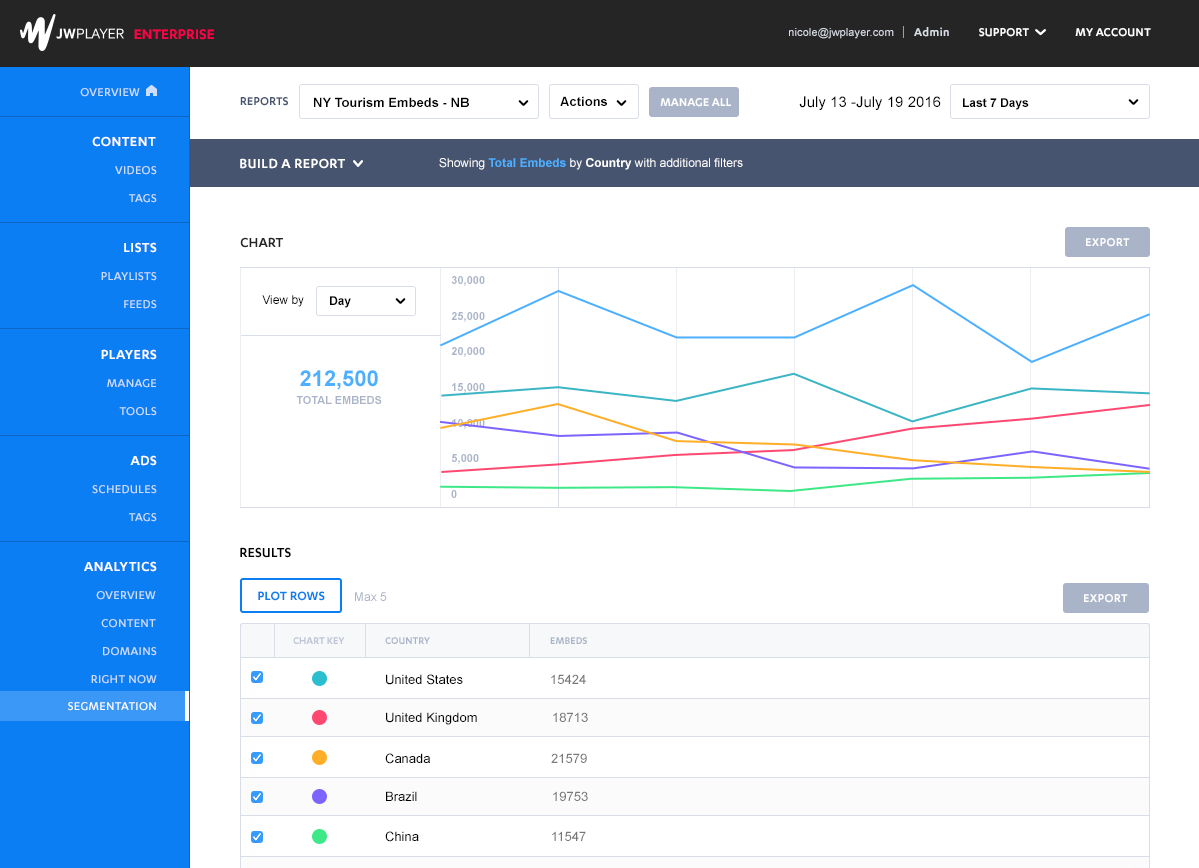 JWPLAYER ENTERPRISE
nicole@jwplayer.com Admin SUPPORT MY ACCOUNT
OVERVIEW
CONTENT
VIDEOS
TAGS
LISTS
PLAYLISTS
FEEDS
PLAYERS
MANAGE
TOOLS
ADS
SCHEDULES
TAGS
ANALYTICS
OVERVIEW
CONTENT
DOMAINS
RIGHT NOW
SEGMENTATION
REPORTS NY Tourism Embeds - NB Actions MANAGE ALL July 13 -July 19 2016 Last 7 Days
BUILD A REPORT Showing Total Embeds by Country with additional filters
CHART EXPORT
View by Day
212,500
TOTAL EMBEDS
30,000
25,000
20,000
15,000
10,000
5,000
0
RESULTS
PLOT ROWS Max 5 EXPORT
CHART KEY COUNTRY EMBEDS
United States 15424
United Kingdom 18713
Canada 21579
Brazil 19753
China 11547